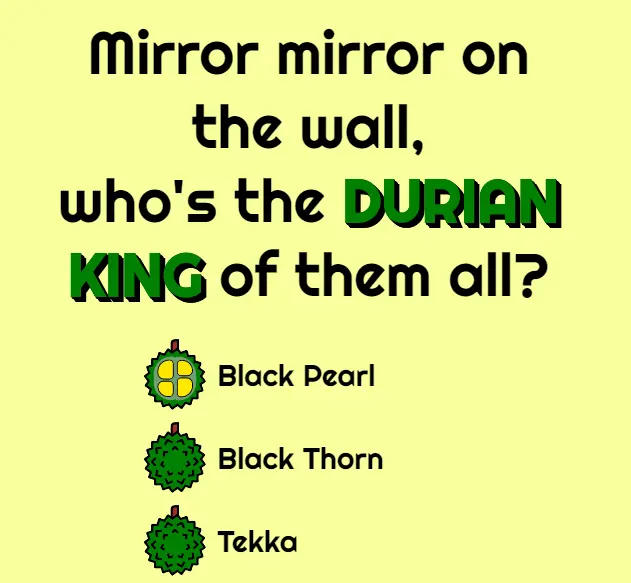 Mirror mirror on
the wall,
who's the DURIAN
KING of them all?
Black Pearl
Black Thorn
Tekka